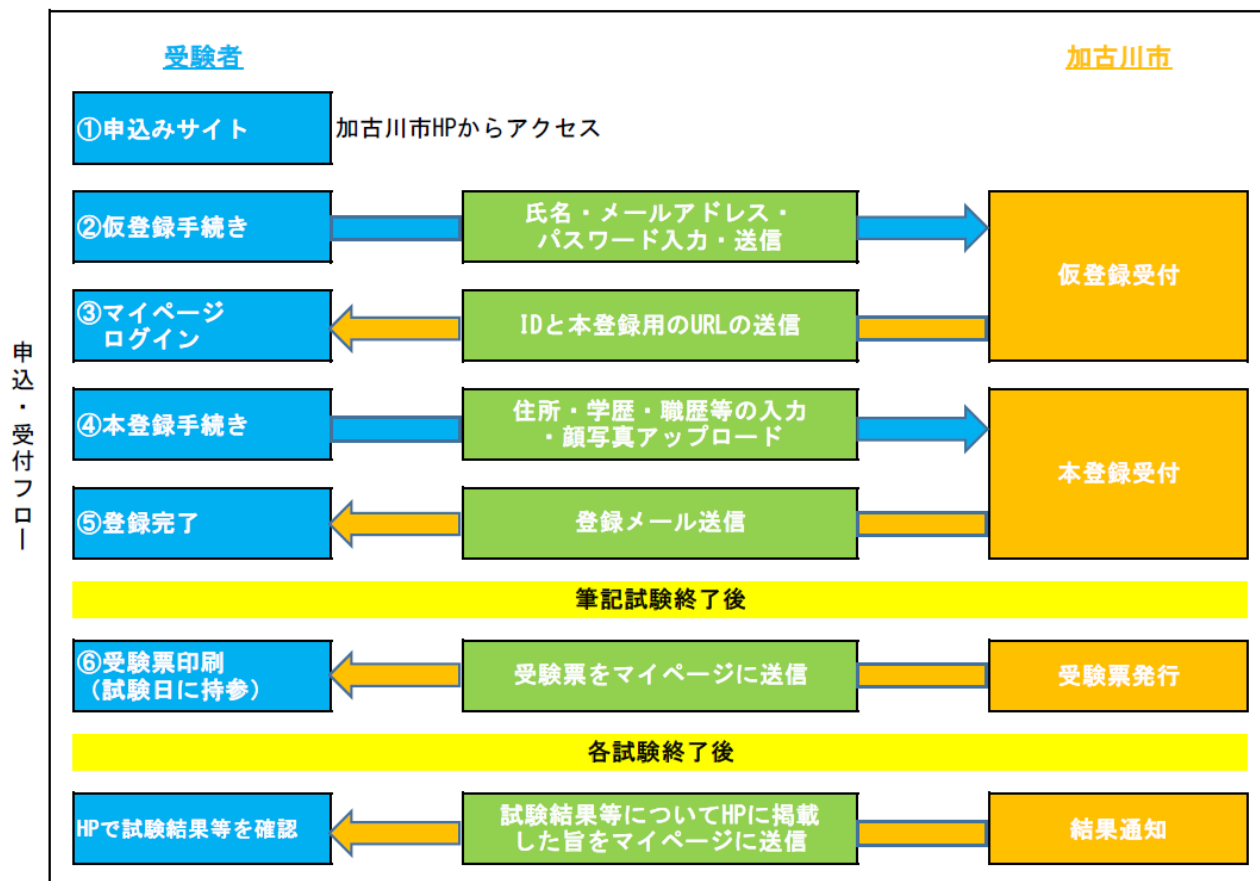 受験者
加古川市
①申込みサイト
加古川市HPからアクセス
②仮登録手続き
氏名・メールアドレス・
パスワード入力・送信
仮登録受付
③マイページ
ログイン
IDと本登録用のURLの送信
申込・受付フロー
④本登録手続き
住所・学歴・職歴等の入力
・顔写真アップロード
本登録受付
⑤登録完了
登録メール送信
筆記試験終了後
⑥受験票印刷
(試験日に持参)
受験票をマイページに送信
受験票発行
各試験終了後
HPで試験結果等を確認
試験結果等についてHPに掲載
した旨をマイページに送信
結果通知